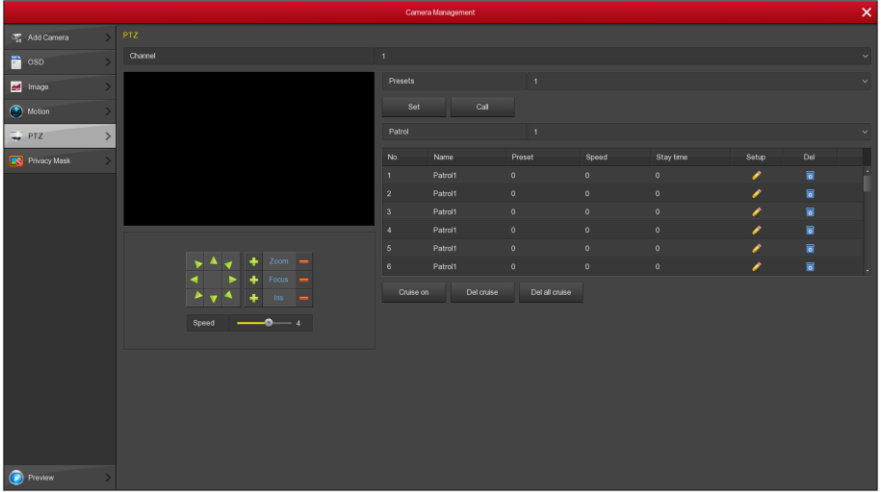 Camera Management
Add Camera
OSD
Image
Motion
PTZ
Privacy Mask
Preview
PTZ
Channel 1
Presets 1
Set Call
Patrol 1
No. Name Preset Speed Stay time Setup Del
1 Patrol1 0 0 0
2 Patrol1 0 0 0
3 Patrol1 0 0 0
4 Patrol1 0 0 0
5 Patrol1 0 0 0
6 Patrol1 0 0 0
Cruise on Del cruise Del all cruise
Zoom
Focus
Iris
Speed 4